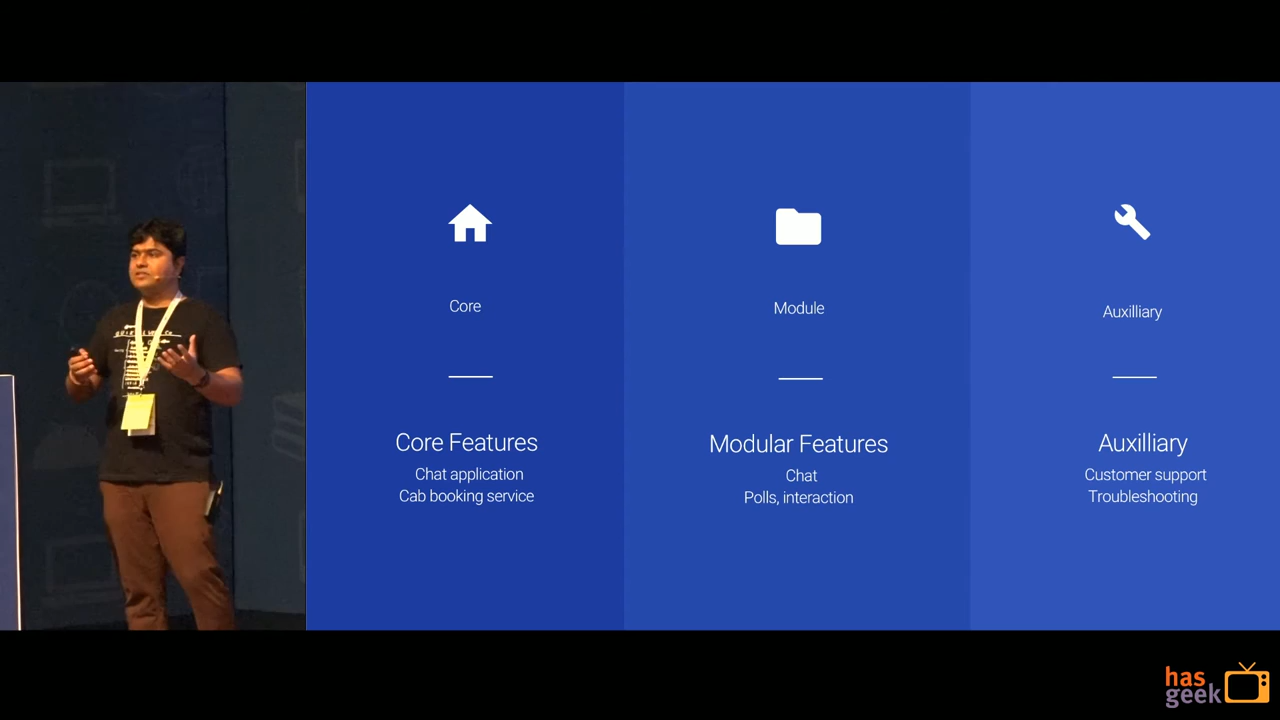 Core
Core Features
Chat application
Cab booking service
Module
Modular Features
Chat
Polls, interaction
Auxilliary
Auxilliary
Customer support
Troubleshooting
has
geek